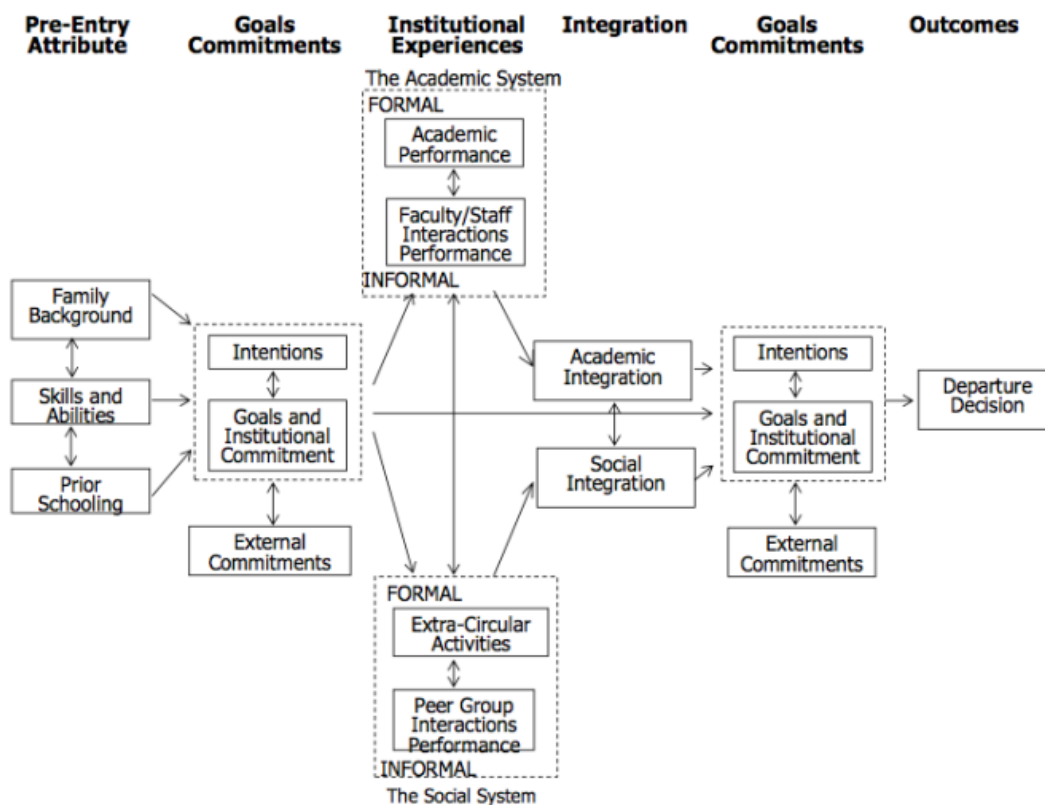 Pre-Entry
Attribute
Goals
Commitments
Institutional
Experiences
Integration
Goals
Commitments
Outcomes
The Academic System
FORMAL
Academic
Performance
Faculty/Staff
Interactions
Performance
INFORMAL
Family
Background
Skills and
Abilities
Prior
Schooling
Intentions
Goals and
Institutional
Commitment
External
Commitments
Academic
Integration
Social
Integration
Intentions
Goals and
Institutional
Commitment
External
Commitments
Departure
Decision
FORMAL
Extra-Circular
Activities
Peer Group
Interactions
Performance
INFORMAL
The Social System